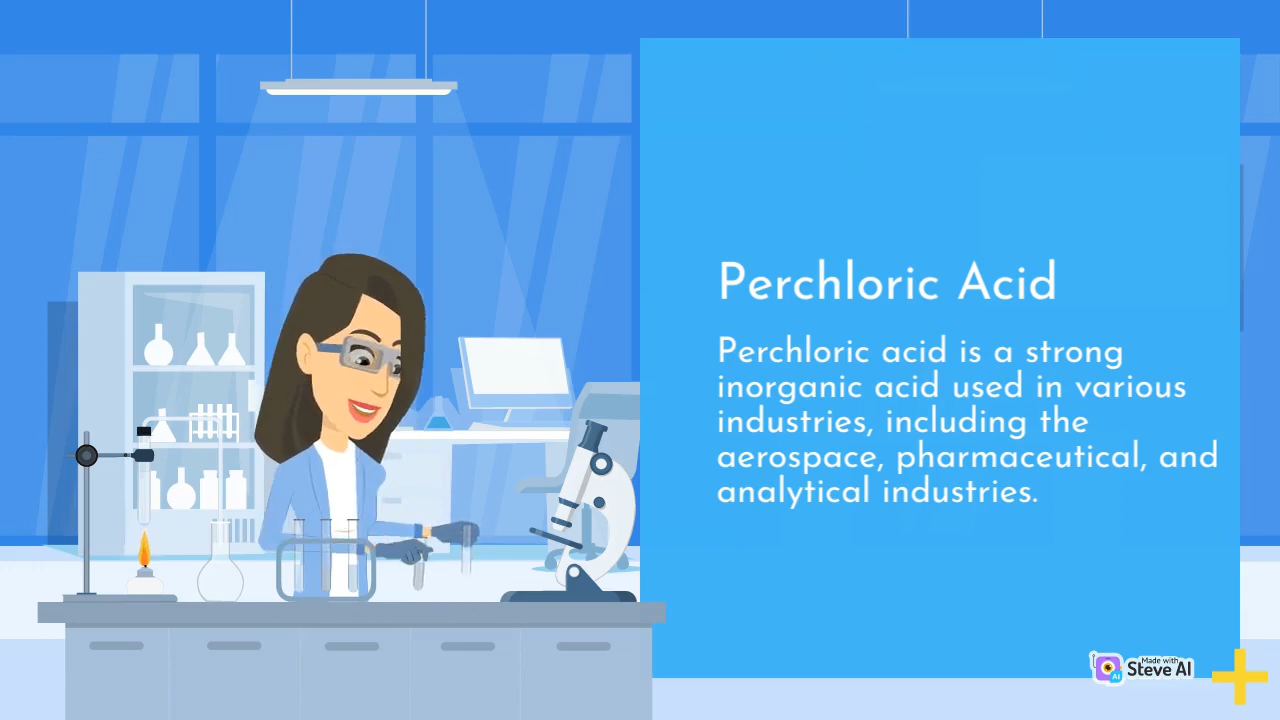 Perchloric Acid
Perchloric acid is a strong
inorganic acid used in various
industries, including the
aerospace, pharmaceutical, and
analytical industries.
Made with
Steve AI
AI